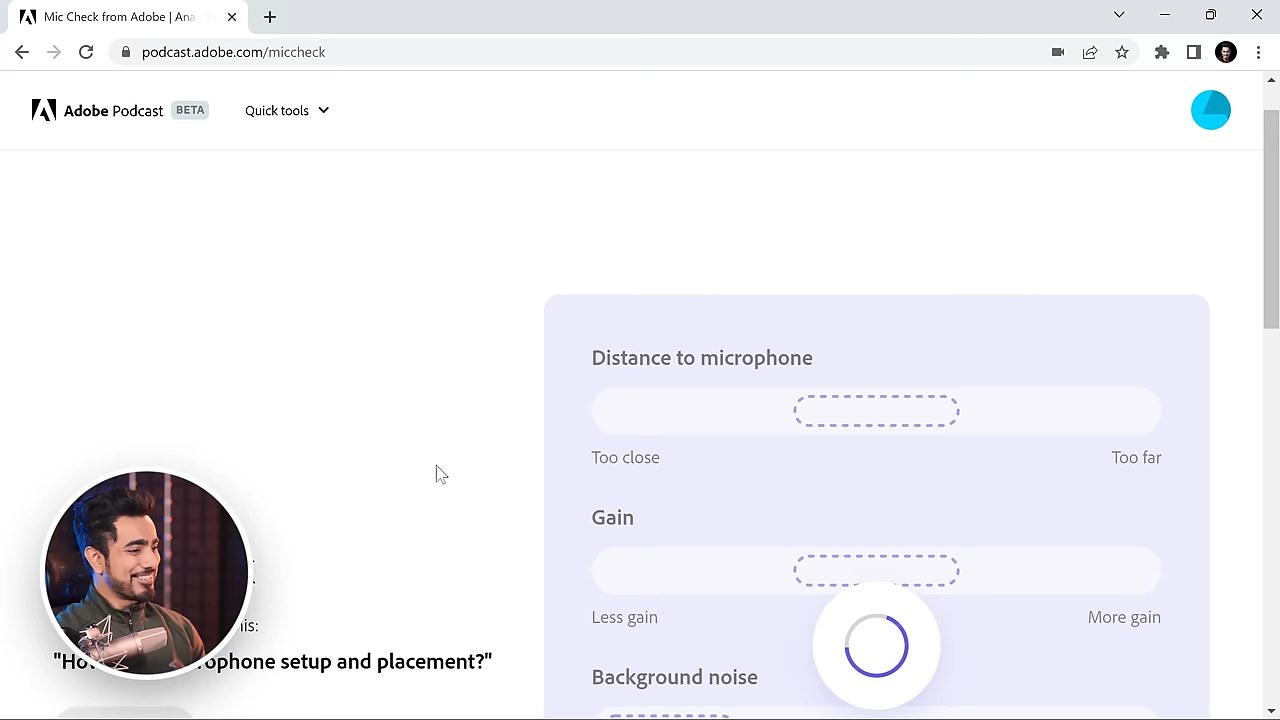 Mic Check from Adobe | Ana
podcast.adobe.com/miccheck
Adobe Podcast BETA Quick tools
Distance to microphone
Too close Too far
Gain
Less gain More gain
his:
"Ho rophone setup and placement?"
Background noise